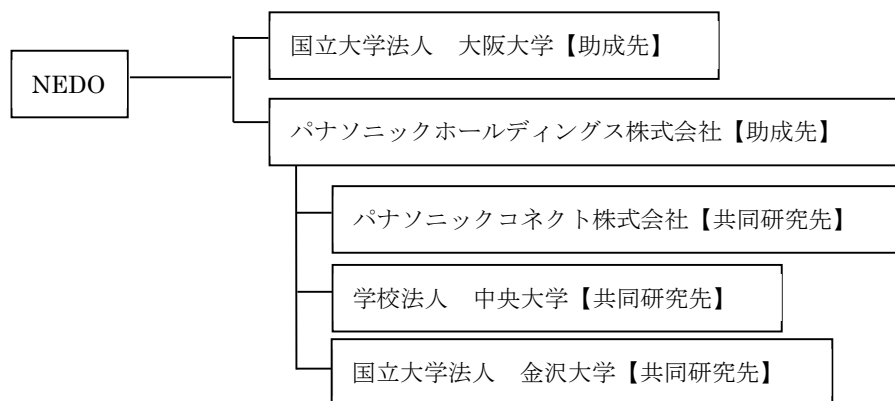 NEDO
国立大学法人　大阪大学【助成先】
パナソニックホールディングス株式会社【助成先】
パナソニックコネクト株式会社【共同研究先】
学校法人　中央大学【共同研究先】
国立大学法人　金沢大学【共同研究先】